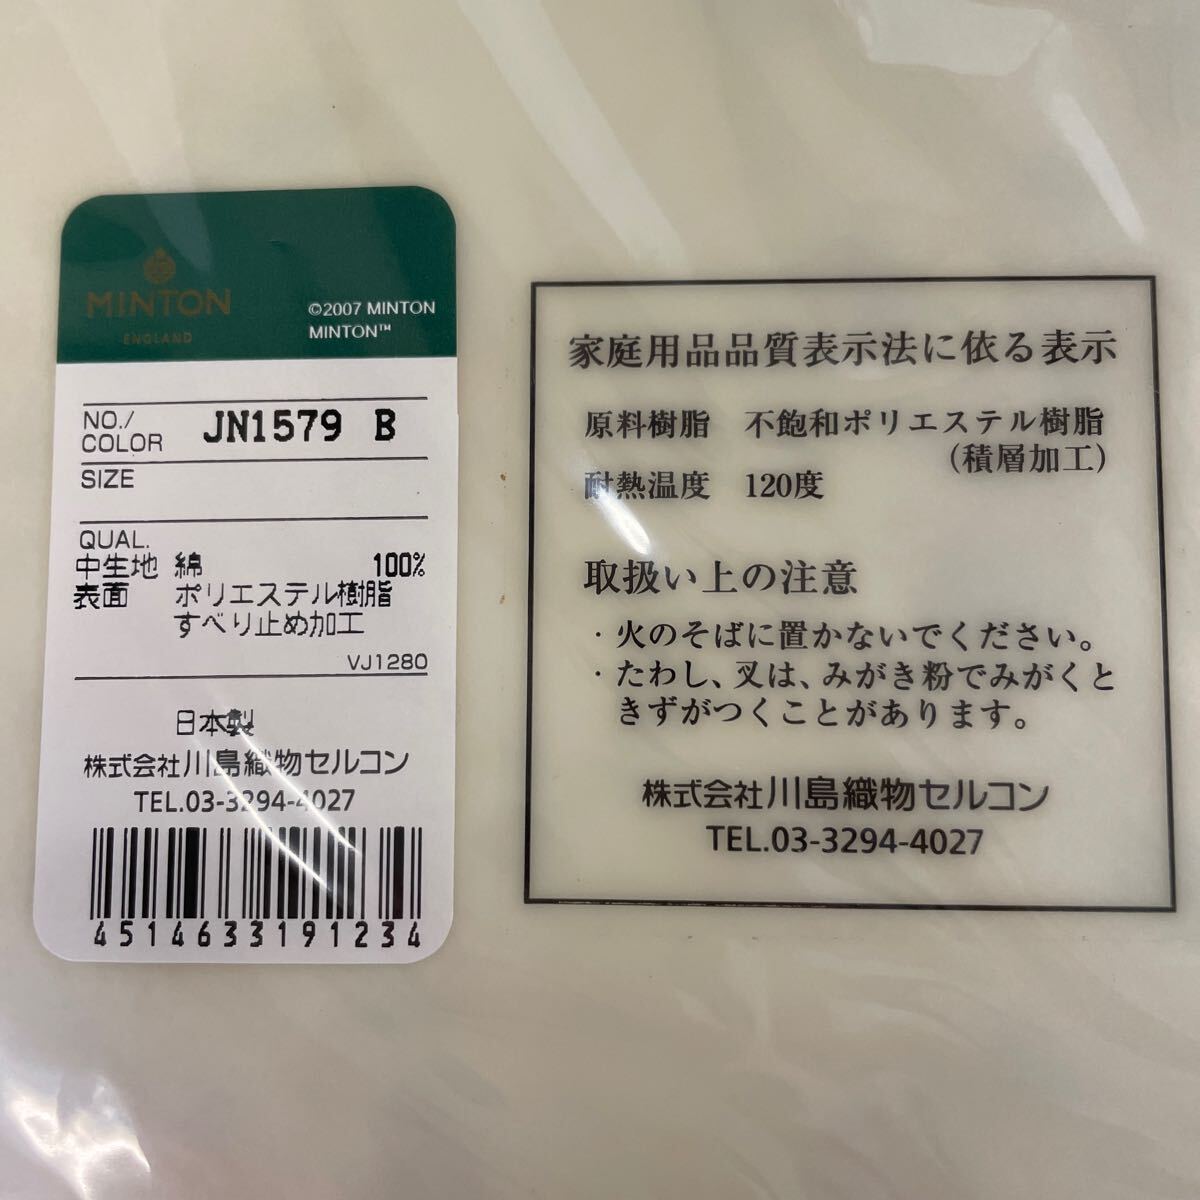 MINTON
ENGLAND
©2007 MINTON
MINTON™
NO./
COLOR
JN1579 B
SIZE
QUAL.
中生地 綿 100%
表面 ポリエステル樹脂
すべり止め加工
VJ1280
日本製
株式会社川島織物セルコン
TEL.03-3294-4027
4514633191234
家庭用品品質表示法に依る表示
原料樹脂 不飽和ポリエステル樹脂
(積層加工)
耐熱温度 120度
取扱い上の注意
・火のそばに置かないでください。
・たわし、又は、みがき粉でみがくと
きずがつくことがあります。
株式会社川島織物セルコン
TEL.03-3294-4027